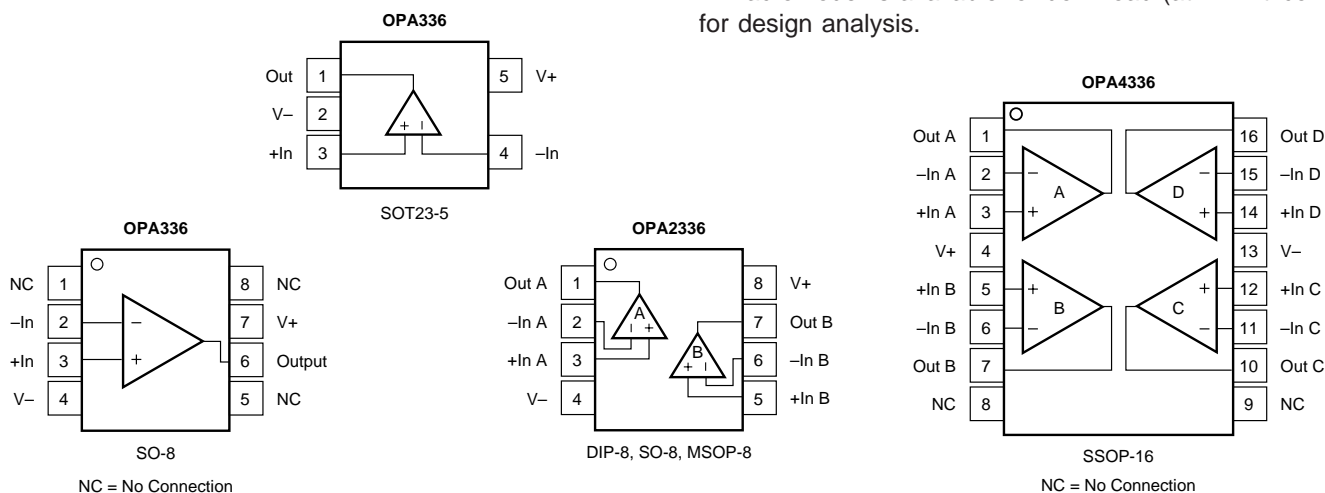 for design analysis.
OPA336
Out 1
V– 2
+In 3
5 V+
4 –In
+ –
SOT23-5
OPA336
NC 1
–In 2
+In 3
V– 4
8 NC
7 V+
6 Output
5 NC
–
+
SO-8
NC = No Connection
OPA2336
Out A 1
–In A 2
+In A 3
V– 4
8 V+
7 Out B
6 –In B
5 +In B
A
– +
B
+ –
DIP-8, SO-8, MSOP-8
OPA4336
Out A 1
–In A 2
+In A 3
V+ 4
+In B 5
–In B 6
Out B 7
NC 8
16 Out D
15 –In D
14 +In D
13 V–
12 +In C
11 –In C
10 Out C
9 NC
– A +
– D +
+ B –
+ C –
SSOP-16
NC = No Connection